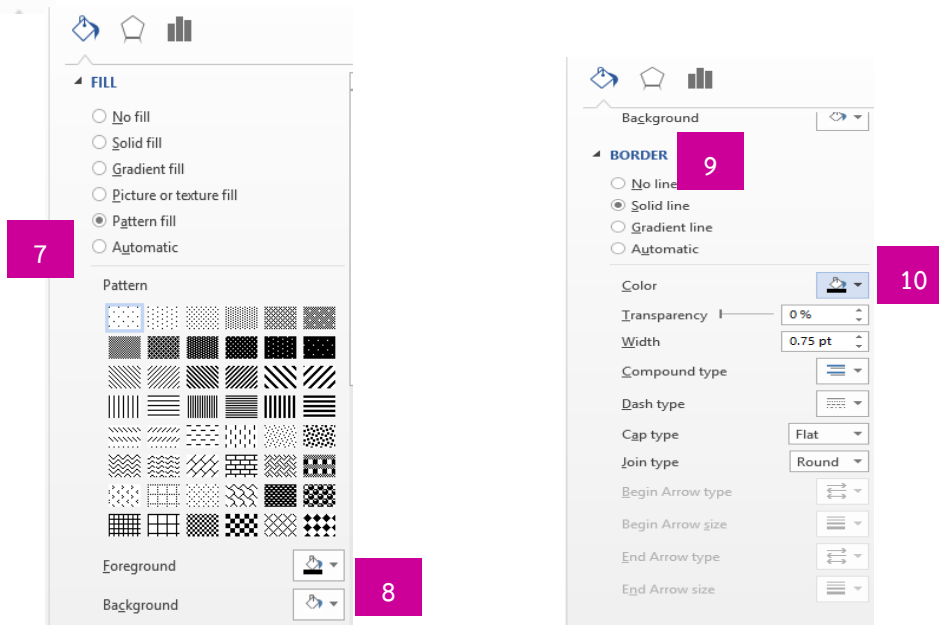 FILL
No fill
Solid fill
Gradient fill
Picture or texture fill
Pattern fill
7
Automatic
Pattern
Foreground
8
Background
Background
BORDER
9
No line
Solid line
Gradient line
Automatic
Color
10
Transparency 0 %
Width 0.75 pt
Compound type
Dash type
Cap type Flat
Join type Round
Begin Arrow type
Begin Arrow size
End Arrow type
End Arrow size